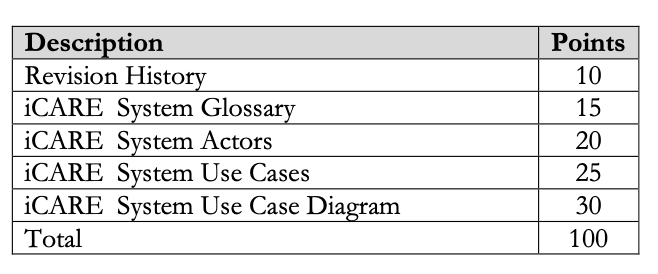 Description Points
Revision History 10
iCARE System Glossary 15
iCARE System Actors 20
iCARE System Use Cases 25
iCARE System Use Case Diagram 30
Total 100